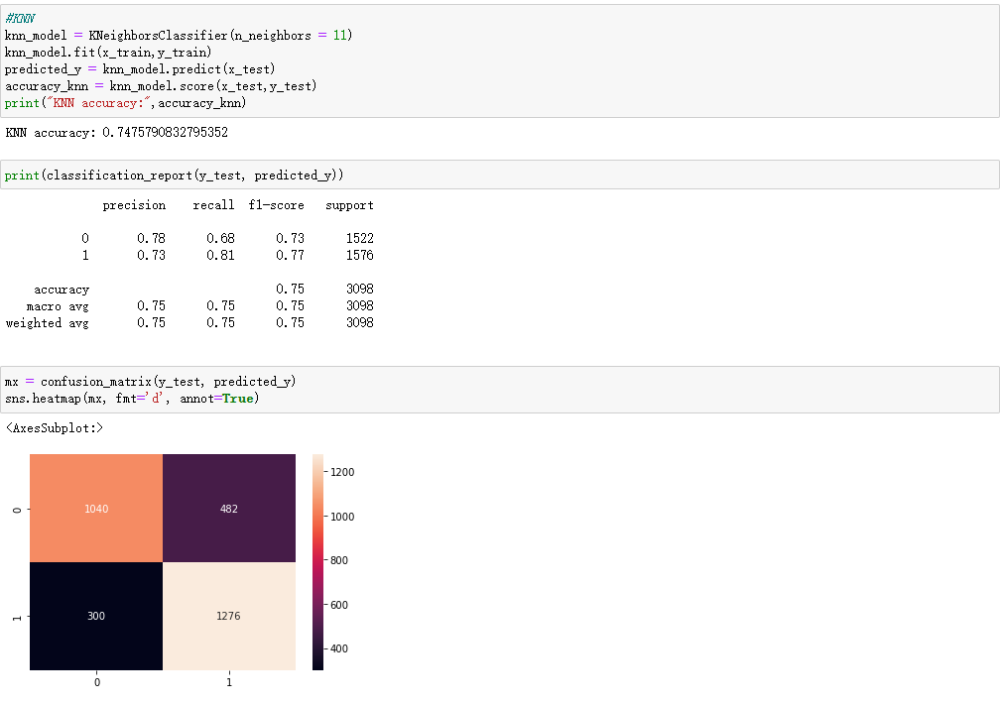 #KNN
knn_model = KNeighborsClassifier(n_neighbors = 11)
knn_model.fit(x_train,y_train)
predicted_y = knn_model.predict(x_test)
accuracy_knn = knn_model.score(x_test,y_test)
print("KNN accuracy:",accuracy_knn)
KNN accuracy: 0.7475790832795352
print(classification_report(y_test, predicted_y))
precision recall f1-score support
0 0.78 0.68 0.73 1522
1 0.73 0.81 0.77 1576
accuracy 0.75 3098
macro avg 0.75 0.75 0.75 3098
weighted avg 0.75 0.75 0.75 3098
mx = confusion_matrix(y_test, predicted_y)
sns.heatmap(mx, fmt='d', annot=True)
<AxesSubplot:>
1200
0 1040 482
1000
800
600
1 300 1276
400
0 1